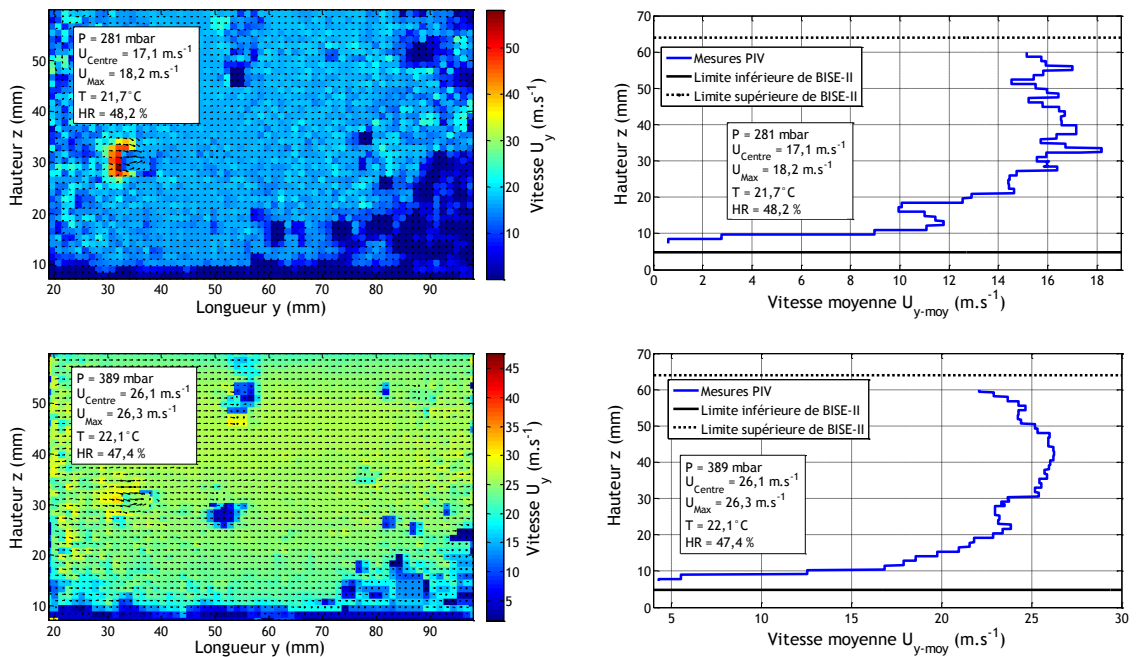 50
40
30
20
10
20 30 40 50 60 70 80 90
Hauteur z (mm)
Longueur y (mm)
P = 281 mbar
U_Centre = 17,1 m.s⁻¹
U_Max = 18,2 m.s⁻¹
T = 21,7°C
HR = 48,2 %
50
40
30
20
10
Vitesse U_y (m.s⁻¹)
70
60
50
40
30
20
10
0
0 2 4 6 8 10 12 14 16 18
Hauteur z (mm)
Vitesse moyenne U_y-moy (m.s⁻¹)
Mesures PIV
Limite inférieure de BISE-II
Limite supérieure de BISE-II
P = 281 mbar
U_Centre = 17,1 m.s⁻¹
U_Max = 18,2 m.s⁻¹
T = 21,7°C
HR = 48,2 %
50
40
30
20
10
20 30 40 50 60 70 80 90
Hauteur z (mm)
Longueur y (mm)
P = 389 mbar
U_Centre = 26,1 m.s⁻¹
U_Max = 26,3 m.s⁻¹
T = 22,1°C
HR = 47,4 %
45
40
35
30
25
20
15
10
5
Vitesse U_y (m.s⁻¹)
70
60
50
40
30
20
10
0
5 10 15 20 25 30
Hauteur z (mm)
Vitesse moyenne U_y-moy (m.s⁻¹)
Mesures PIV
Limite inférieure de BISE-II
Limite supérieure de BISE-II
P = 389 mbar
U_Centre = 26,1 m.s⁻¹
U_Max = 26,3 m.s⁻¹
T = 22,1°C
HR = 47,4 %